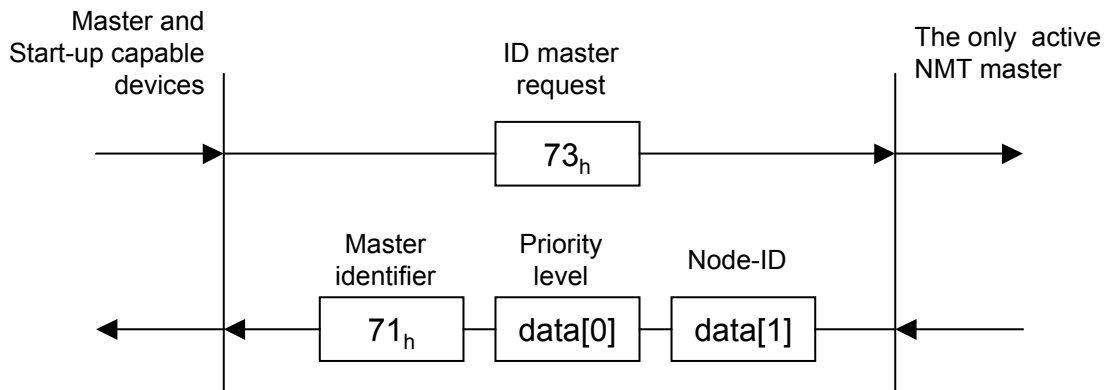 Master and
Start-up capable
devices
ID master
request
The only active
NMT master
73h
Master
identifier
Priority
level
Node-ID
71h
data[0]
data[1]